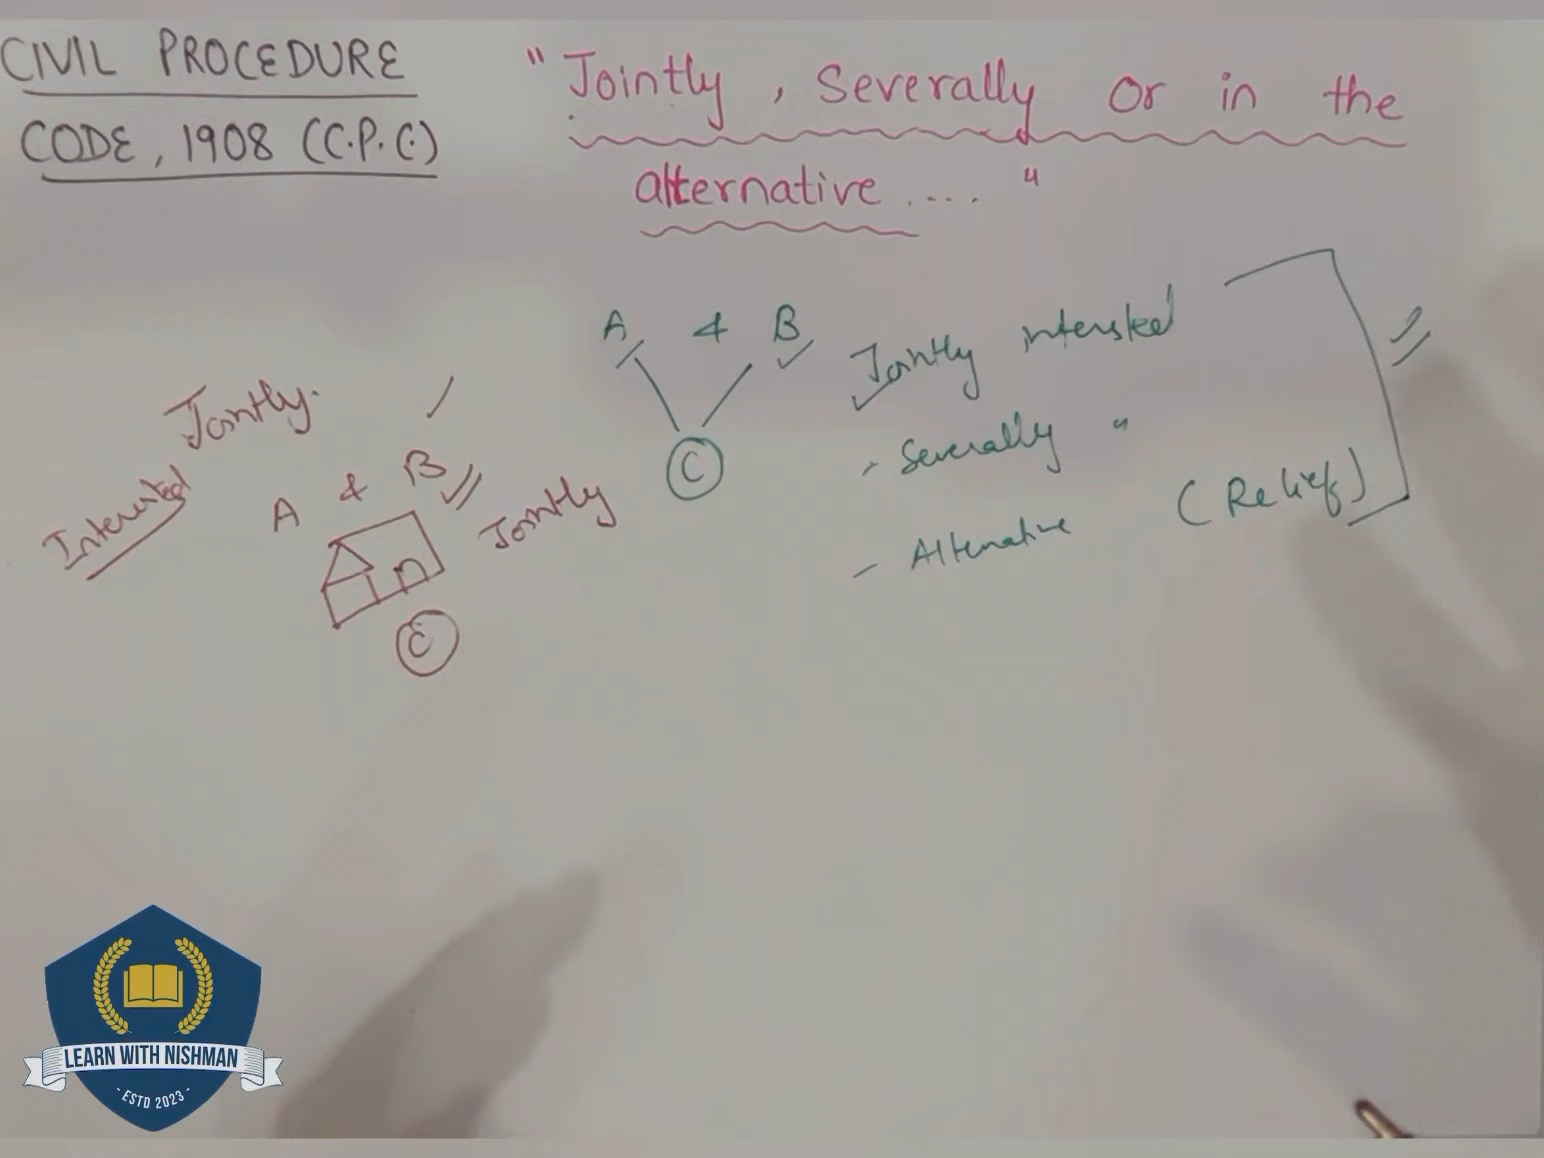 CIVIL PROCEDURE
CODE, 1908 (C.P.C.)
"Jointly, Severally or in the
alternative .... "
A & B
C
Jointly intersted
- Severally "
- Alternative (Relief)
Jointly.
Interested
A & B
Jointly
C
LEARN WITH NISHMAN
- ESTD 2023 -